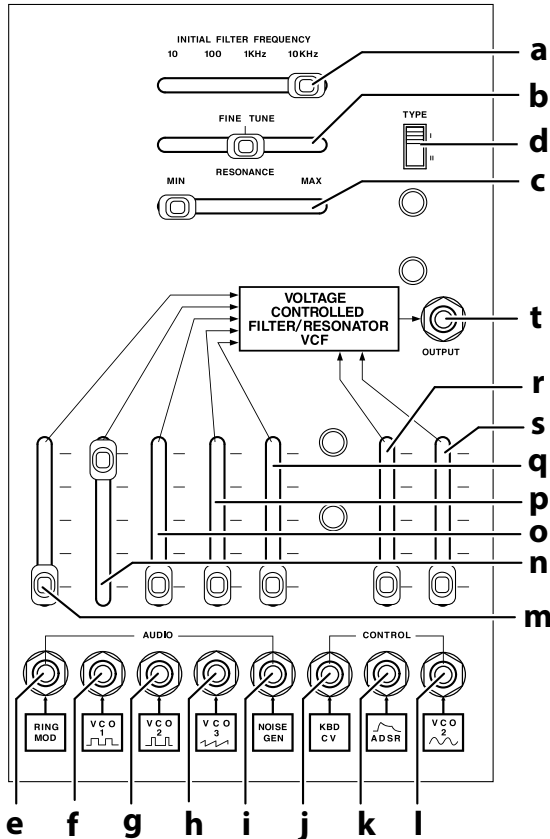 INITIAL FILTER FREQUENCY
10 100 1KHz 10KHz
a
FINE TUNE
b
TYPE
I
d
II
RESONANCE
MIN MAX
c
VOLTAGE
CONTROLLED
FILTER/RESONATOR
VCF
t
OUTPUT
r
s
q
p
o
n
m
AUDIO CONTROL
RING
MOD
VCO
1
VCO
2
VCO
3
NOISE
GEN
KBD
CV
ADSR
VCO
2
e f g h i j k l